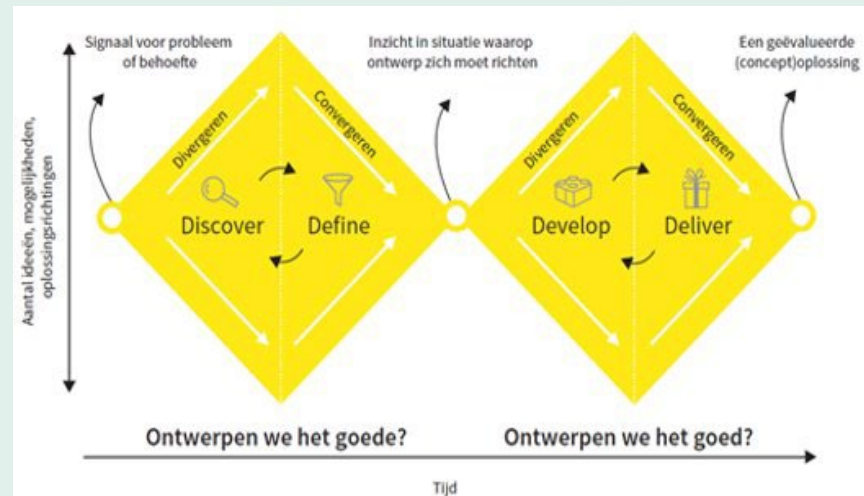 Signaal voor probleem
of behoefte
Inzicht in situatie waarop
ontwerp zich moet richten
Een geëvalueerde
(concept)oplossing
Aantal ideeën, mogelijkheden,
oplossingsrichtingen
Divergeren
Convergeren
Divergeren
Convergeren
Discover
Define
Develop
Deliver
Ontwerpen we het goede?
Ontwerpen we het goed?
Tijd